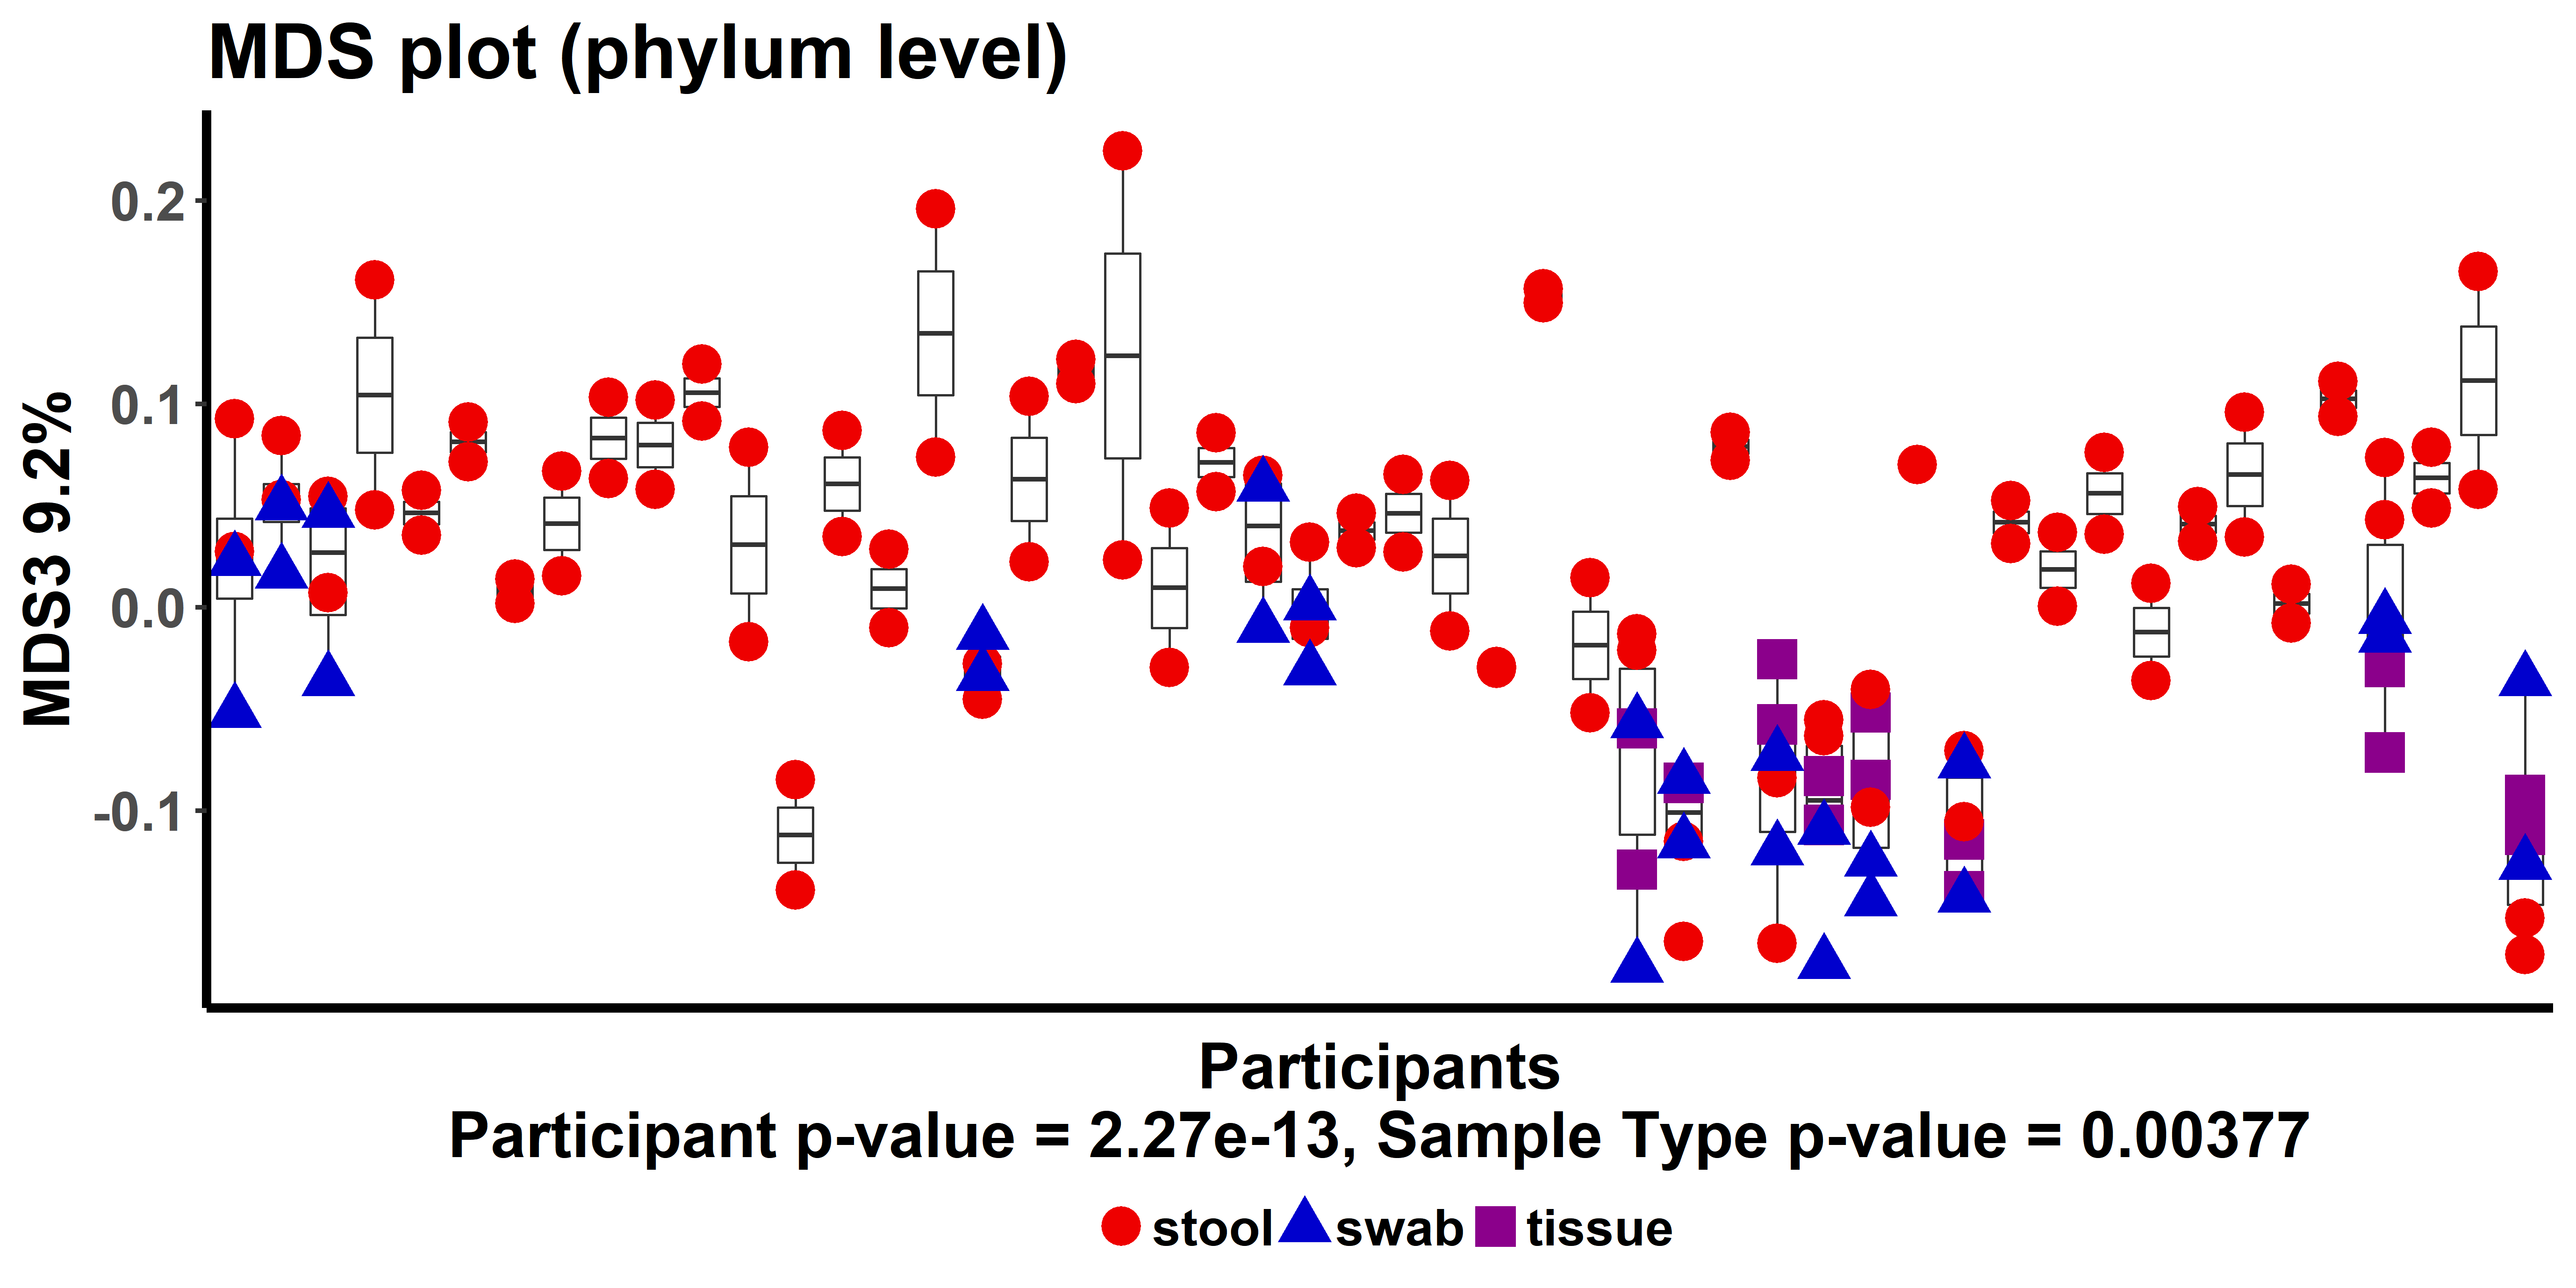 MDS plot (phylum level)
MDS3 9.2%
0.2
0.1
0.0
-0.1
Participants
Participant p-value = 2.27e-13, Sample Type p-value = 0.00377
stool swab tissue